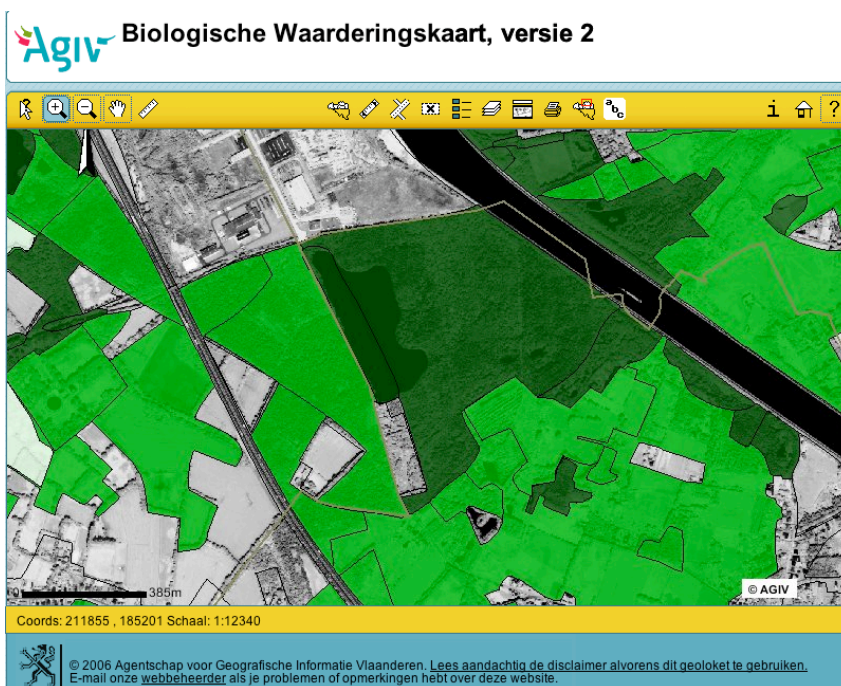 Agiv Biologische Waarderingskaart, versie 2
a b c
i ?
0 385m
© AGIV
Coords: 211855 , 185201 Schaal: 1:12340
© 2006 Agentschap voor Geografische Informatie Vlaanderen. Lees aandachtig de disclaimer alvorens dit geoloket te gebruiken.
E-mail onze webbeheerder als je problemen of opmerkingen hebt over deze website.